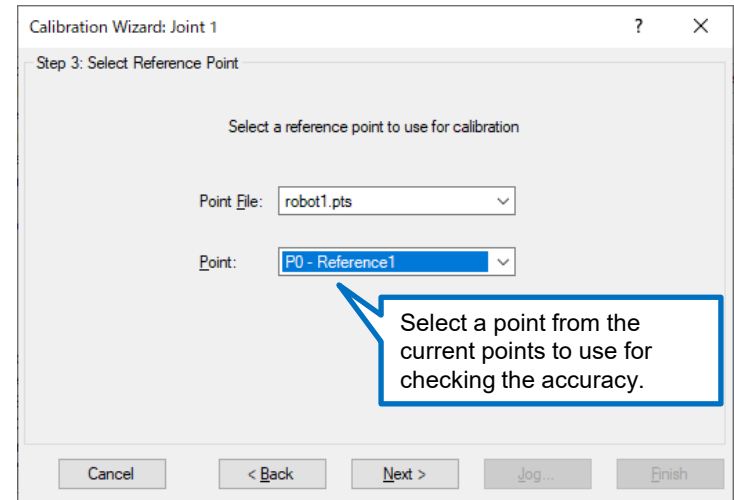 Calibration Wizard: Joint 1
?
Step 3: Select Reference Point
Select a reference point to use for calibration
Point File: robot1.pts
Point: P0 - Reference1
Select a point from the
current points to use for
checking the accuracy.
Cancel < Back Next > Jog... Finish